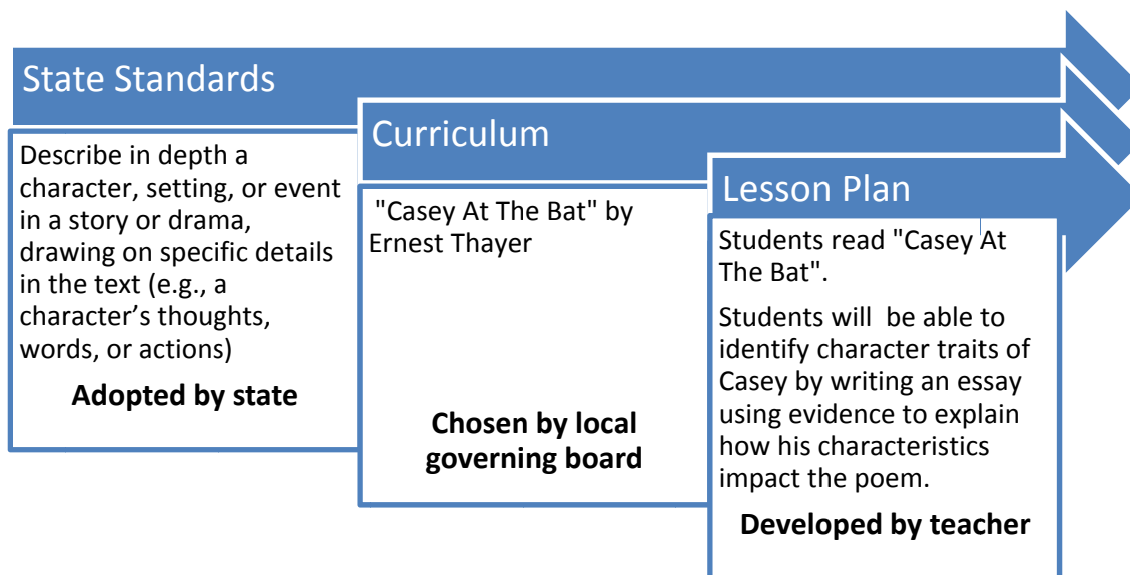 State Standards
Describe in depth a
character, setting, or event
in a story or drama,
drawing on specific details
in the text (e.g., a
character’s thoughts,
words, or actions)
Adopted by state
Curriculum
"Casey At The Bat" by
Ernest Thayer
Chosen by local
governing board
Lesson Plan
Students read "Casey At
The Bat".
Students will  be able to
identify character traits of
Casey by writing an essay
using evidence to explain
how his characteristics
impact the poem.
Developed by teacher